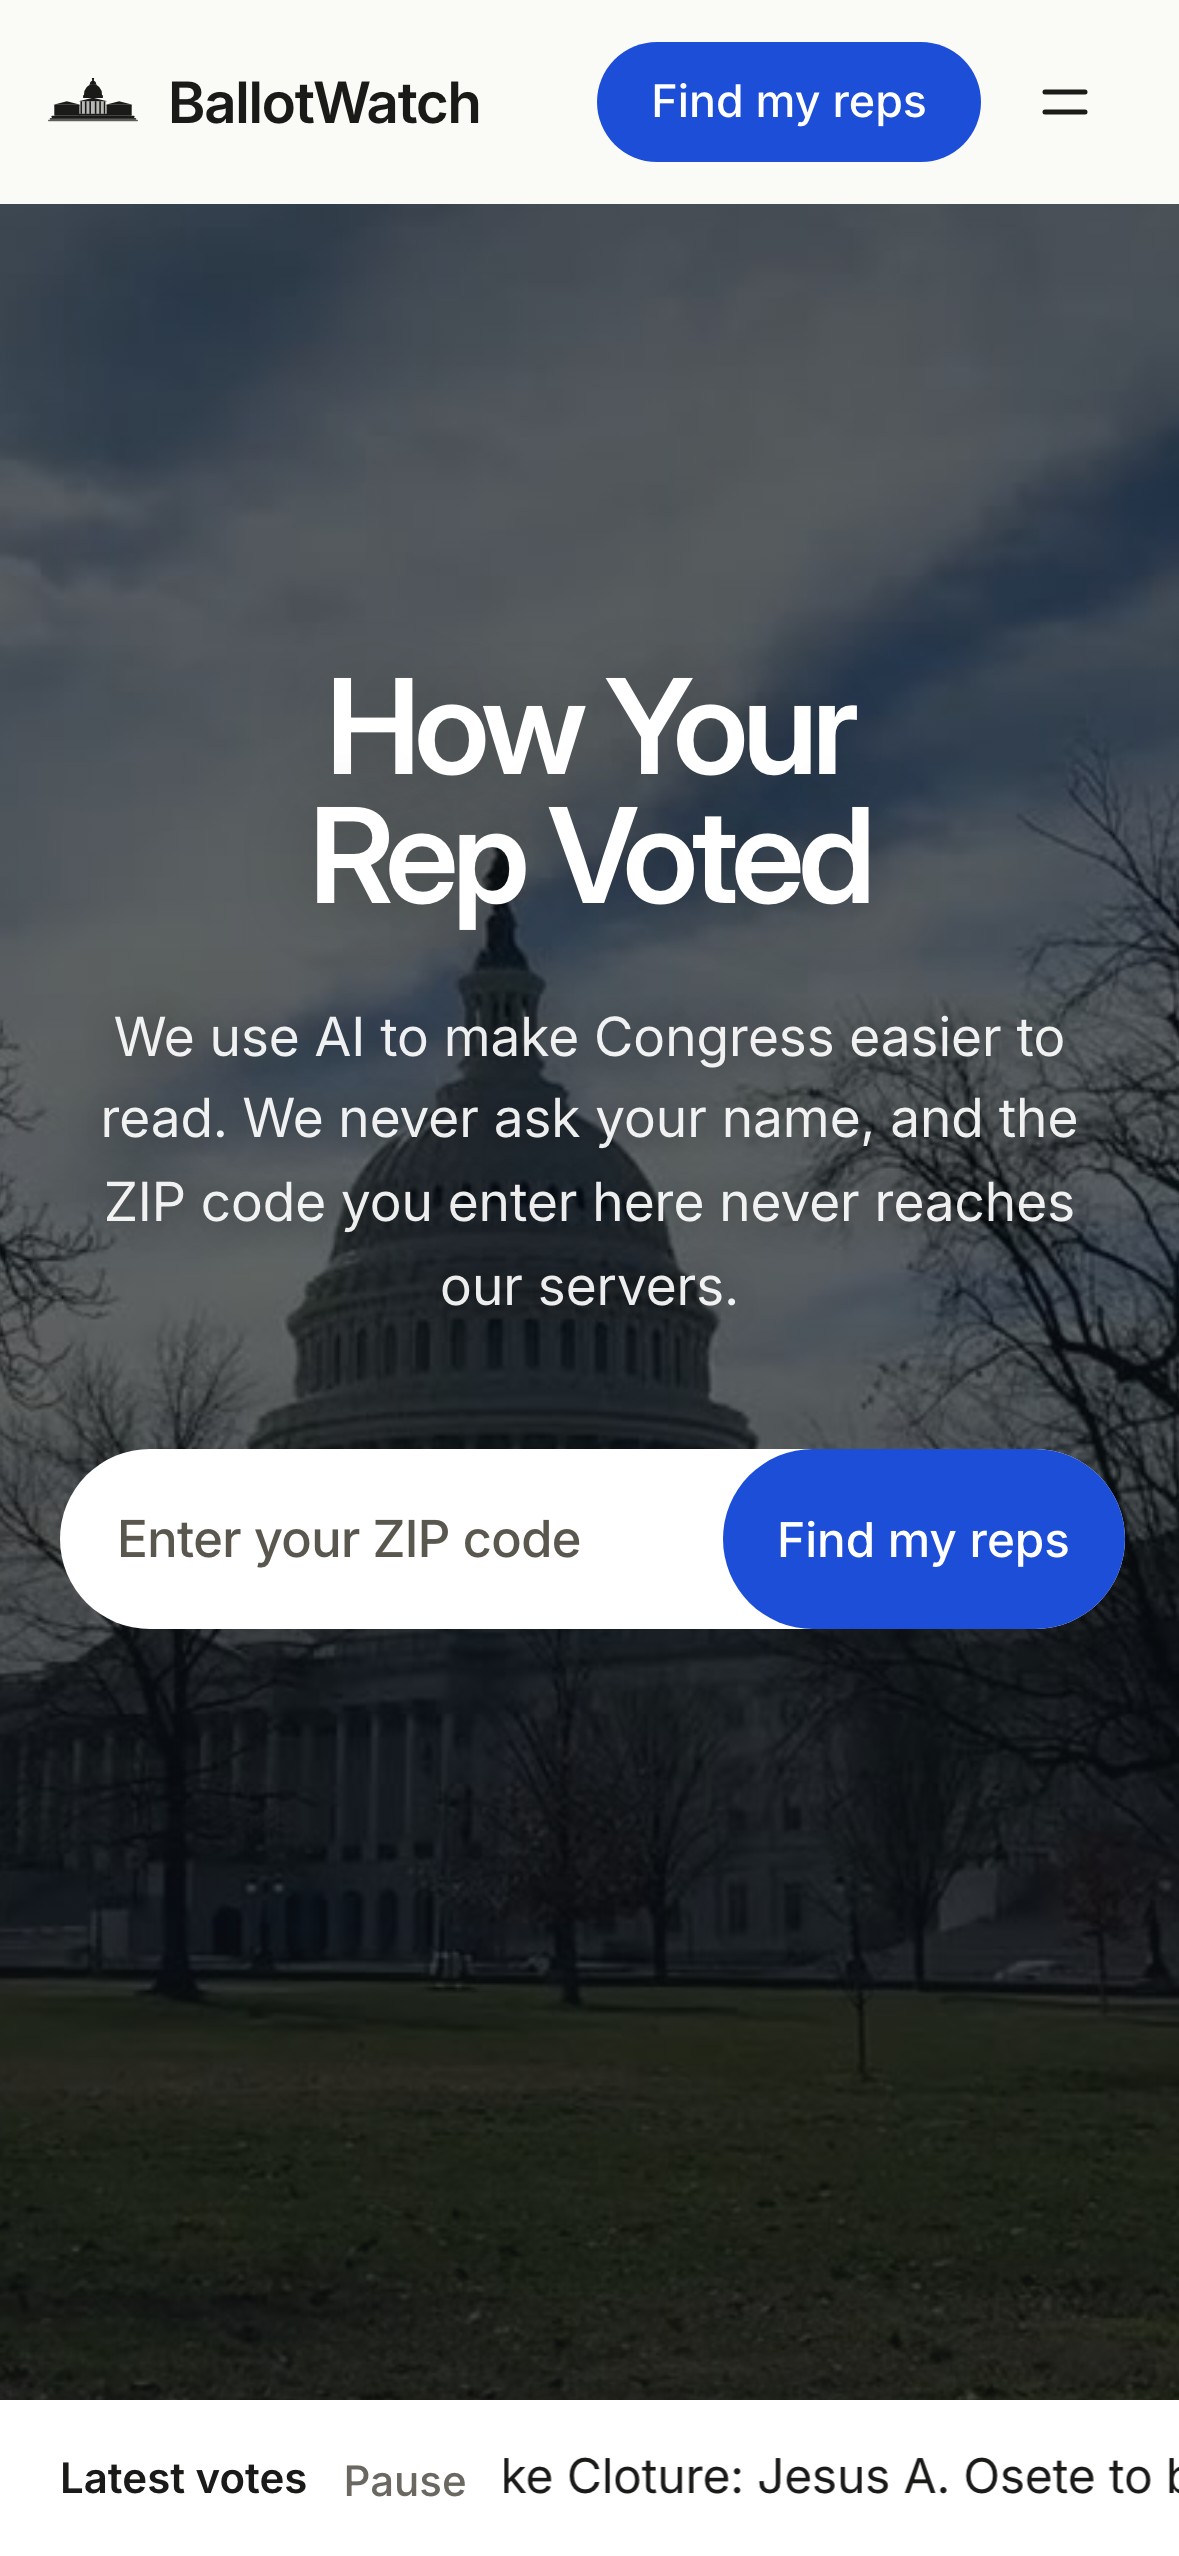 BallotWatch
Find my reps
How Your
Rep Voted
We use AI to make Congress easier to
read. We never ask your name, and the
ZIP code you enter here never reaches
our servers.
Enter your ZIP code
Find my reps
Latest votes Pause ke Cloture: Jesus A. Osete to